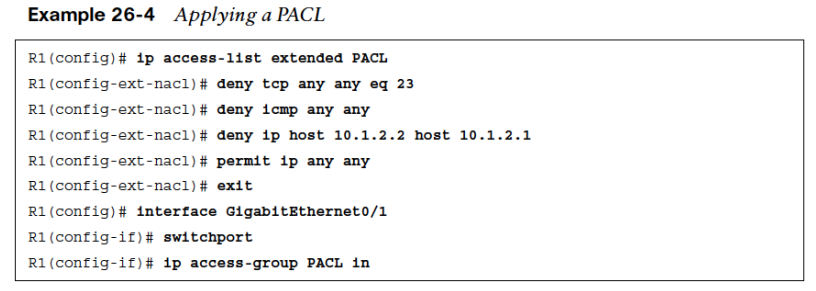 Example 26-4 Applying a PACL
R1(config)# ip access-list extended PACL
R1(config-ext-nacl)# deny tcp any any eq 23
R1(config-ext-nacl)# deny icmp any any
R1(config-ext-nacl)# deny ip host 10.1.2.2 host 10.1.2.1
R1(config-ext-nacl)# permit ip any any
R1(config-ext-nacl)# exit
R1(config)# interface GigabitEthernet0/1
R1(config-if)# switchport
R1(config-if)# ip access-group PACL in